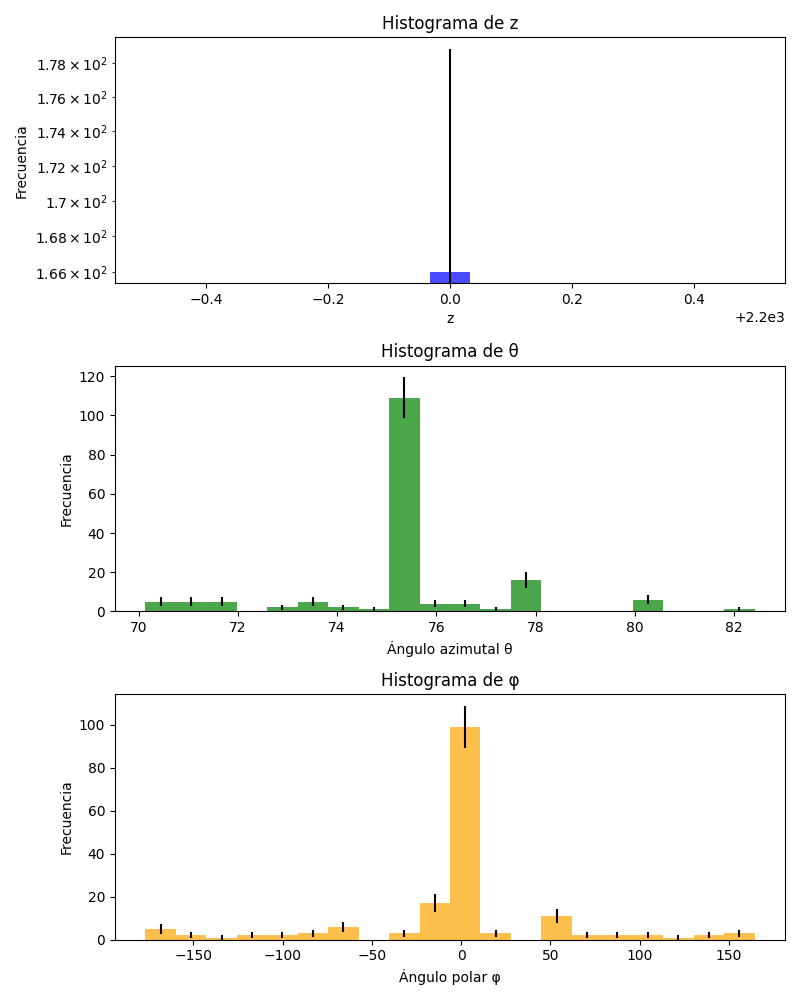 Histograma de z
1.78 × 10²
1.76 × 10²
1.74 × 10²
1.72 × 10²
1.7 × 10²
1.68 × 10²
1.66 × 10²
Frecuencia
−0.4 −0.2 0.0 0.2 0.4
z
+2.2e3
Histograma de θ
120
100
80
60
40
20
0
Frecuencia
70 72 74 76 78 80 82
Ángulo azimutal θ
Histograma de φ
100
80
60
40
20
0
Frecuencia
−150 −100 −50 0 50 100 150
Ángulo polar φ